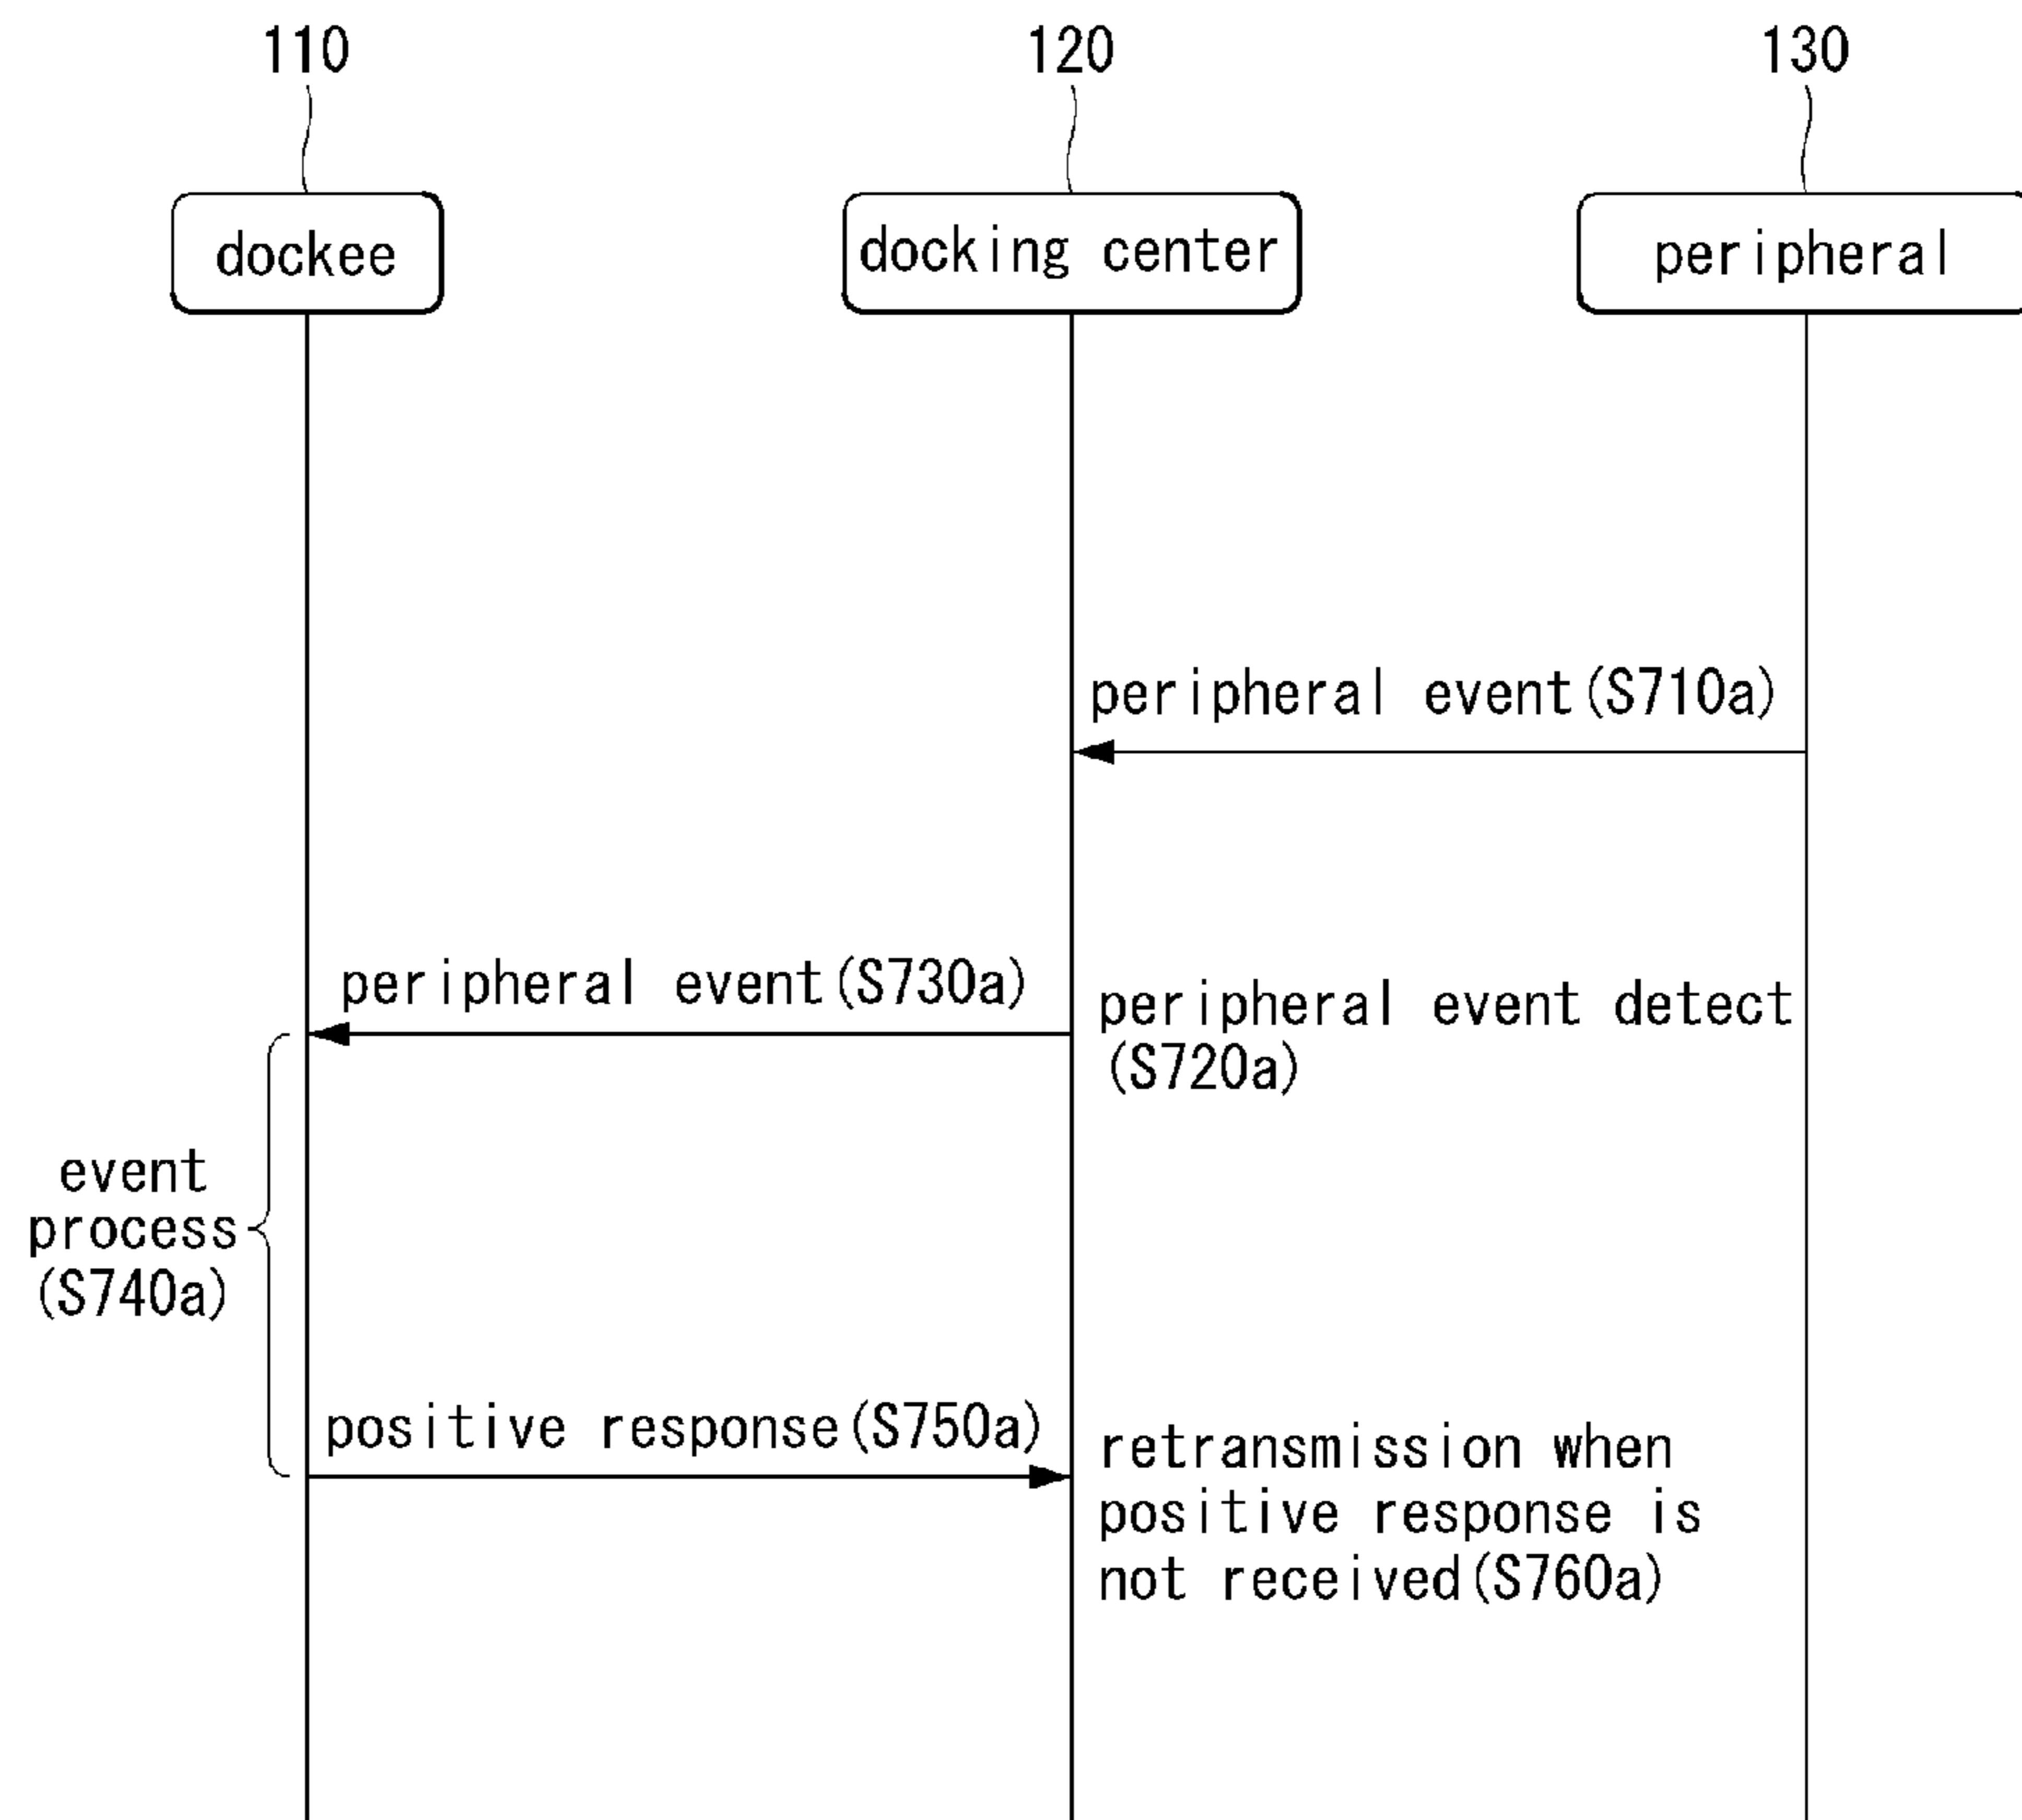 110
120
130
dockee
docking center
peripheral
peripheral event(S710a)
peripheral event(S730a)
peripheral event detect
(S720a)
event
process
(S740a)
positive response(S750a)
retransmission when
positive response is
not received(S760a)